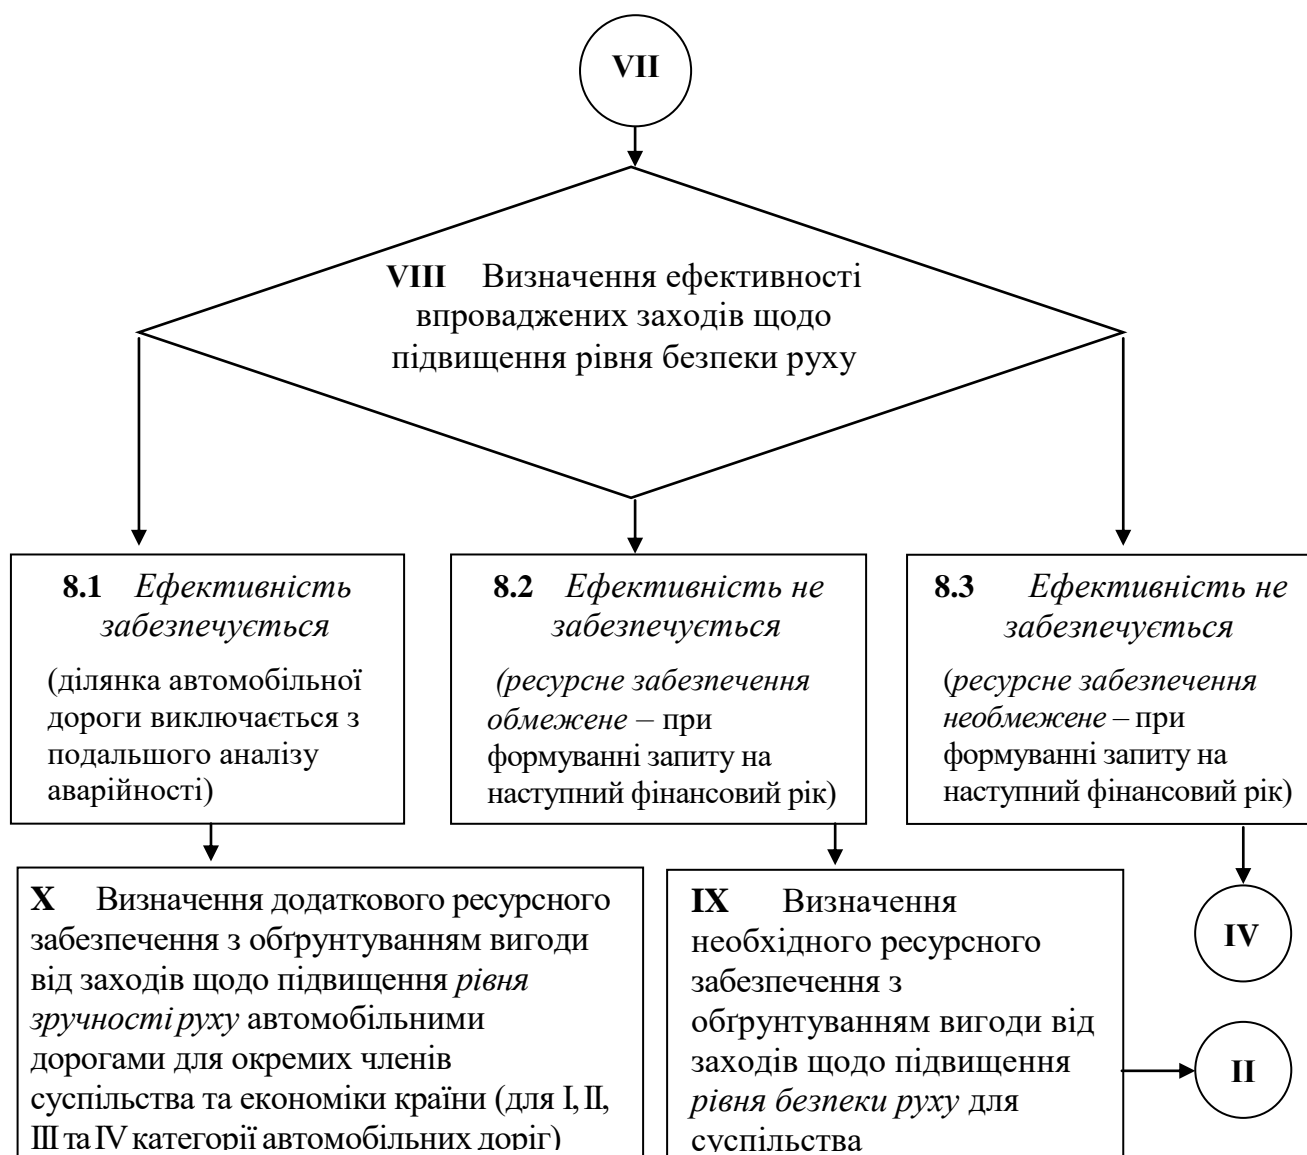 VII
VIII Визначення ефективності
впроваджених заходів щодо
підвищення рівня безпеки руху
8.1 Ефективність
забезпечується
(ділянка автомобільної
дороги виключається з
подальшого аналізу
аварійності)
8.2 Ефективність не
забезпечується
(ресурсне забезпечення
обмежене – при
формуванні запиту на
наступний фінансовий рік)
8.3 Ефективність не
забезпечується
(ресурсне забезпечення
необмежене – при
формуванні запиту на
наступний фінансовий рік)
X Визначення додаткового ресурсного
забезпечення з обґрунтуванням вигоди
від заходів щодо підвищення рівня
зручності руху автомобільними
дорогами для окремих членів
суспільства та економіки країни (для I, II,
III та IV категорії автомобільних доріг)
IX Визначення
необхідного ресурсного
забезпечення з
обґрунтуванням вигоди від
заходів щодо підвищення
рівня безпеки руху для
суспільства
IV
II